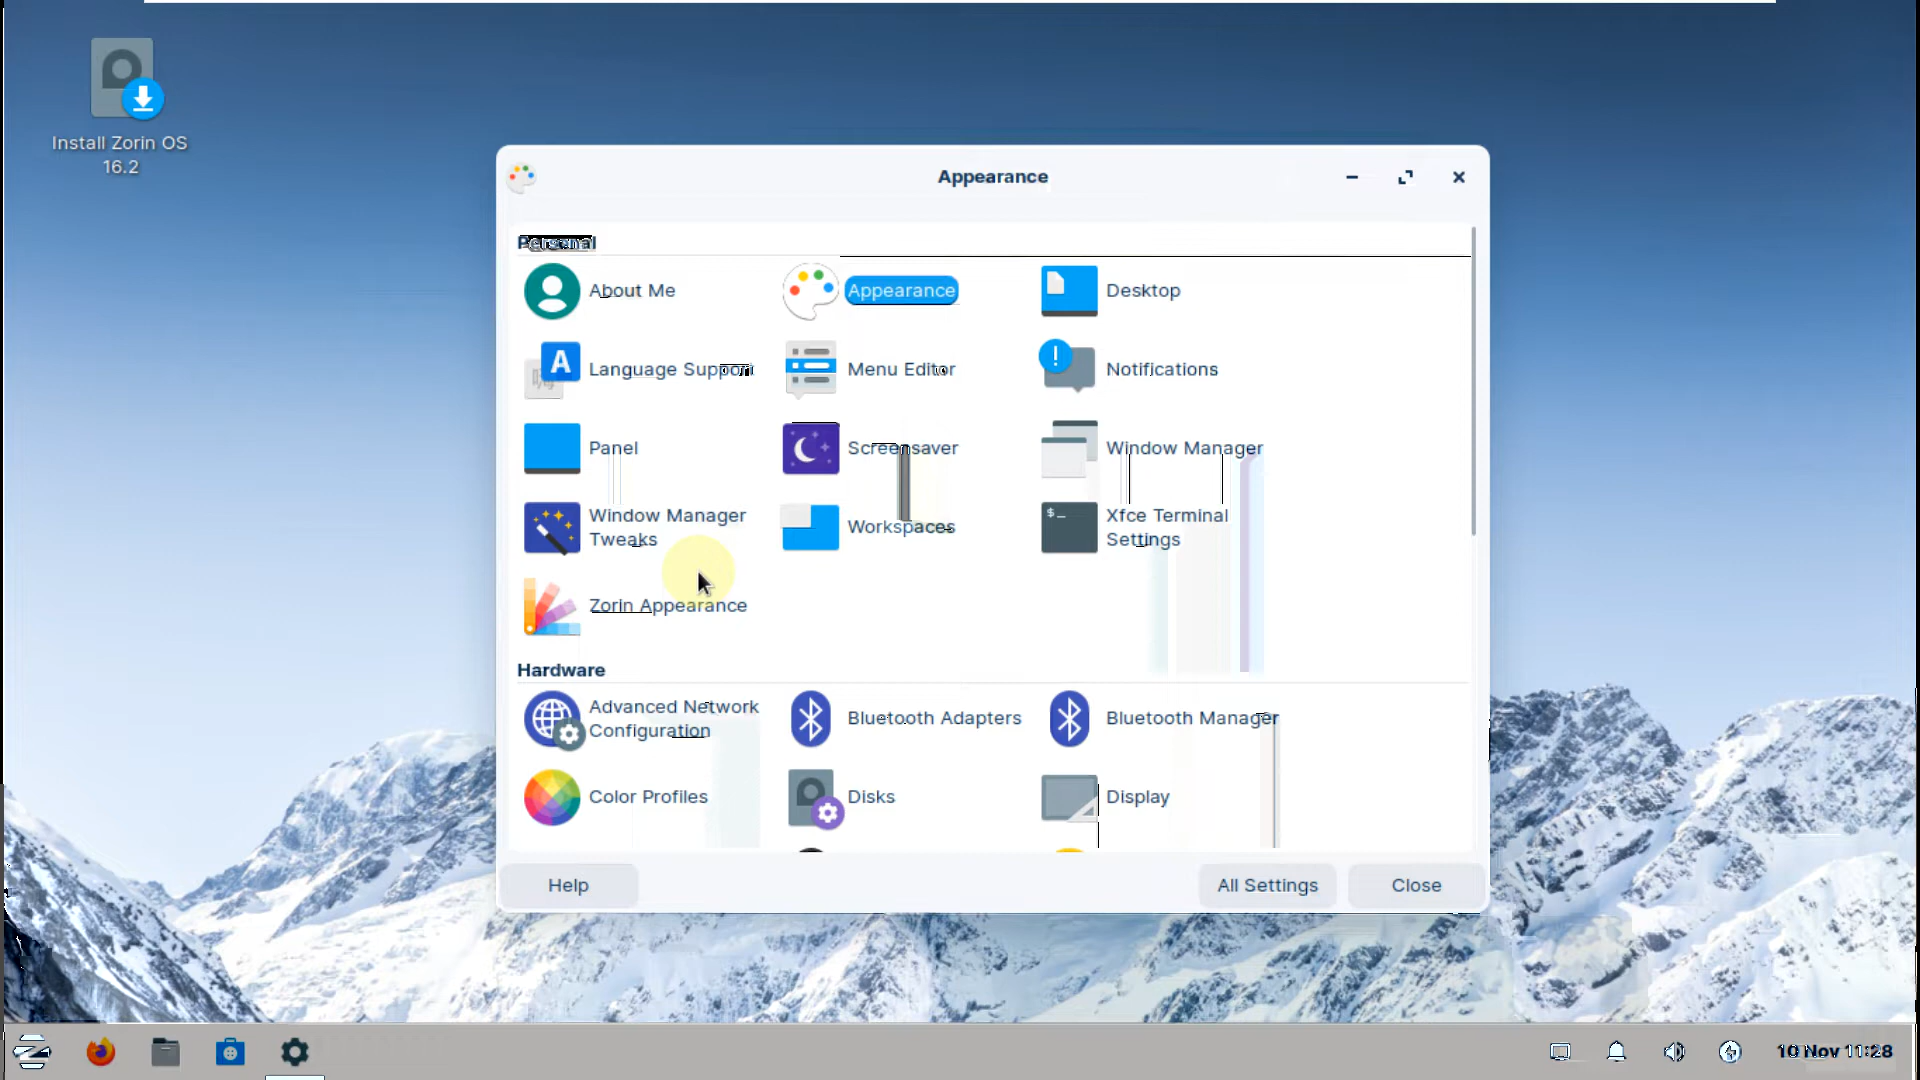 Install Zorin OS
16.2
Appearance
Personal
About Me
Appearance
Desktop
Language Support
Menu Editor
Notifications
Panel
Screensaver
Window Manager
Window Manager
Tweaks
Workspaces
$_
Xfce Terminal
Settings
Zorin Appearance
Hardware
Advanced Network
Configuration
Bluetooth Adapters
Bluetooth Manager
Color Profiles
Disks
Display
Help
All Settings
Close
10 Nov 11:28